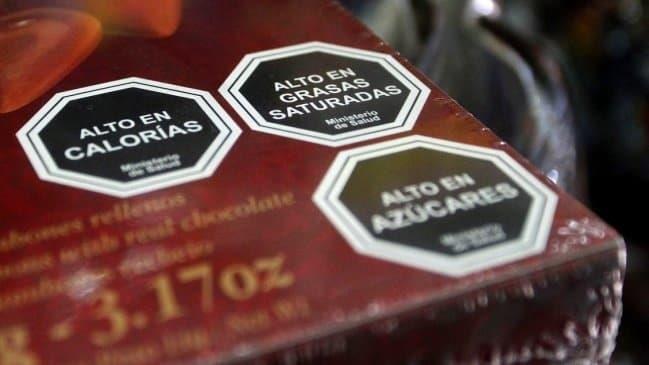 ALTO EN
CALORÍAS
Ministerio
de Salud
ALTO EN
GRASAS
SATURADAS
Ministerio
de Salud
ALTO EN
AZÚCARES
Ministerio
de Salud
bones rellenos
with real chocolate
g - 3.17oz